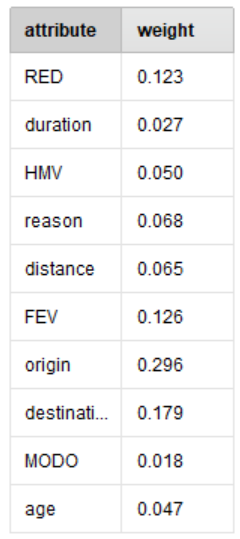 attribute weight
RED 0.123
duration 0.027
HMV 0.050
reason 0.068
distance 0.065
FEV 0.126
origin 0.296
destinati... 0.179
MODO 0.018
age 0.047